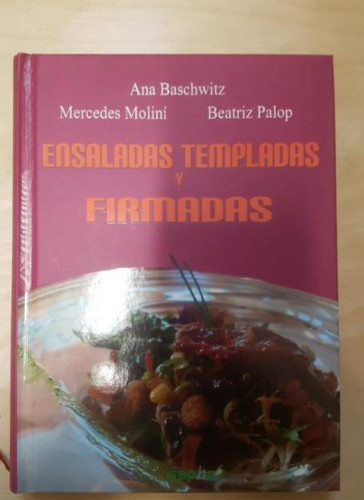 Ana Baschwitz
Mercedes Molini Beatriz Palop
ENSALADAS TEMPLADAS
Y
FIRMADAS